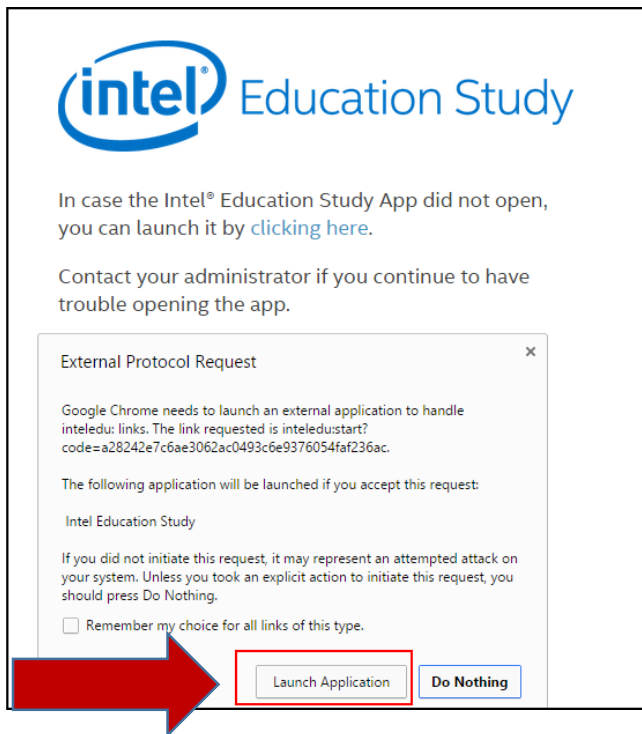 intel® Education Study
In case the Intel® Education Study App did not open,
you can launch it by clicking here.
Contact your administrator if you continue to have
trouble opening the app.
External Protocol Request ×
Google Chrome needs to launch an external application to handle
inteledu: links. The link requested is inteledu:start?
code=a28242e7c6ae3062ac0493c6e9376054faf236ac.
The following application will be launched if you accept this request:
Intel Education Study
If you did not initiate this request, it may represent an attempted attack on
your system. Unless you took an explicit action to initiate this request, you
should press Do Nothing.
Remember my choice for all links of this type.
Launch Application Do Nothing